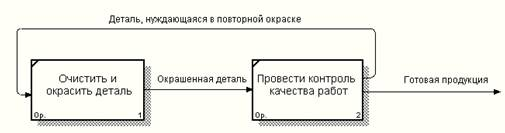 Деталь, нуждающаяся в повторной окраске
Очистить и
окрасить деталь
0р.
1
Окрашенная деталь
Провести контроль
качества работ
0р.
2
Готовая продукция